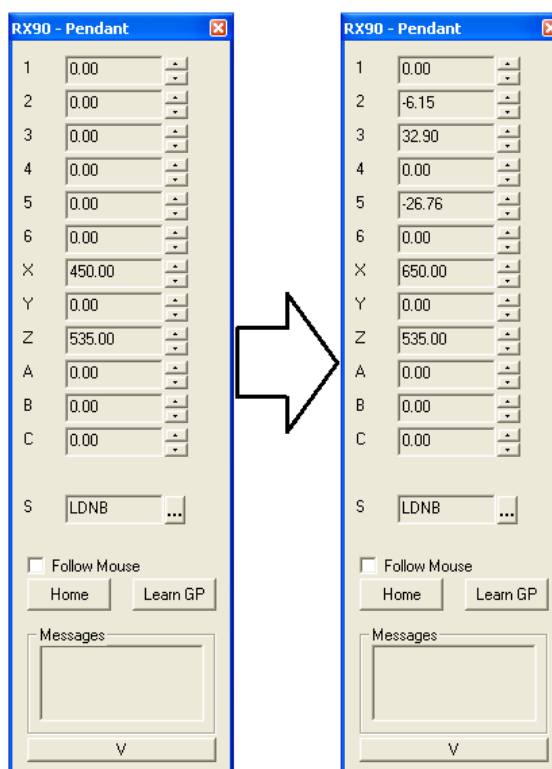 RX90 - Pendant
1 0.00
2 0.00
3 0.00
4 0.00
5 0.00
6 0.00
X 450.00
Y 0.00
Z 535.00
A 0.00
B 0.00
C 0.00
S LDNB ...
Follow Mouse
Home Learn GP
Messages
V
RX90 - Pendant
1 0.00
2 -6.15
3 32.90
4 0.00
5 -26.76
6 0.00
X 650.00
Y 0.00
Z 535.00
A 0.00
B 0.00
C 0.00
S LDNB ...
Follow Mouse
Home Learn GP
Messages
V